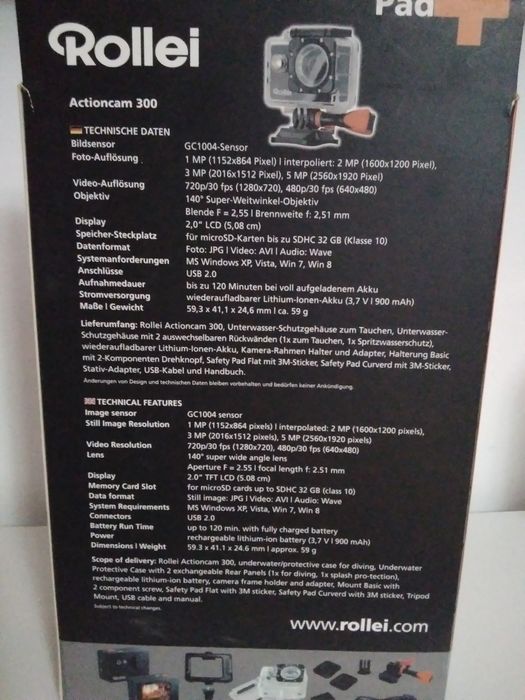 Pad
Rollei
Actioncam 300
TECHNISCHE DATEN
Bildsensor GC1004-Sensor
Foto-Auflösung . 1 MP (1152x864 Pixel) I interpoliert: 2 MP (1600x1200 Pixel),
3 MP (2016x1512 Pixel), 5 MP (2560x1920 Pixel)
Video-Auflösung 720p/30 fps (1280x720), 480p/30 fps (640x480)
Objektiv 140° Super-Weitwinkel-Objektiv
Blende F = 2,55 I Brennweite f: 2,51 mm
Display 2,0" LCD (5,08 cm)
Speicher-Steckplatz für microSD-Karten bis zu SDHC 32 GB (Klasse 10)
Datenformat Foto: JPG I Video: AVI I Audio: Wave
Systemanforderungen MS Windows XP, Vista, Win 7, Win 8
Anschlüsse USB 2.0
Aufnahmedauer bis zu 120 Minuten bei voll aufgeladenem Akku
Stromversorgung wiederaufladbarer Lithium-Ionen-Akku (3,7 V I 900 mAh)
Maße I Gewicht 59,3 x 41,1 x 24,6 mm I ca. 59 g
Lieferumfang: Rollei Actioncam 300, Unterwasser-Schutzgehäuse zum Tauchen, Unterwasser-
Schutzgehäuse mit 2 auswechselbaren Rückwänden (1x zum Tauchen, 1x Spritzwasserschutz),
wiederaufladbarer Lithium-Ionen-Akku, Kamera-Rahmen Halter und Adapter, Halterung Basic
mit 2-Komponenten Drehknopf, Safety Pad Flat mit 3M-Sticker, Safety Pad Curverd mit 3M-Sticker,
Stativ-Adapter, USB-Kabel und Handbuch.
Änderungen von Design und technischen Daten bleiben vorbehalten und bedürfen keiner Ankündigung.
TECHNICAL FEATURES
Image sensor GC1004 sensor
Still Image Resolution 1 MP (1152x864 pixels) I interpolated: 2 MP (1600x1200 pixels),
3 MP (2016x1512 pixels), 5 MP (2560x1920 pixels)
Video Resolution 720p/30 fps (1280x720), 480p/30 fps (640x480)
Lens 140° super wide angle lens
Aperture F = 2.55 I focal length f: 2.51 mm
Display 2.0" TFT LCD (5.08 cm)
Memory Card Slot for microSD cards up to SDHC 32 GB (class 10)
Data format Still image: JPG I Video: AVI I Audio: Wave
System Requirements MS Windows XP, Vista, Win 7, Win 8
Connectors USB 2.0
Battery Run Time up to 120 min. with fully charged battery
Power rechargeable lithium-ion battery (3,7 V I 900 mAh)
Dimensions I Weight 59.3 x 41.1 x 24.6 mm I approx. 59 g
Scope of delivery: Rollei Actioncam 300, underwater/protective case for diving, Underwater
Protective Case with 2 exchangeable Rear Panels (1x for diving, 1x splash pro-tection),
rechargeable lithium-ion battery, camera frame holder and adapter, Mount Basic with
2 component screw, Safety Pad Flat with 3M sticker, Safety Pad Curverd with 3M sticker, Tripod
Mount, USB cable and manual.
Subject to technical changes.
www.rollei.com